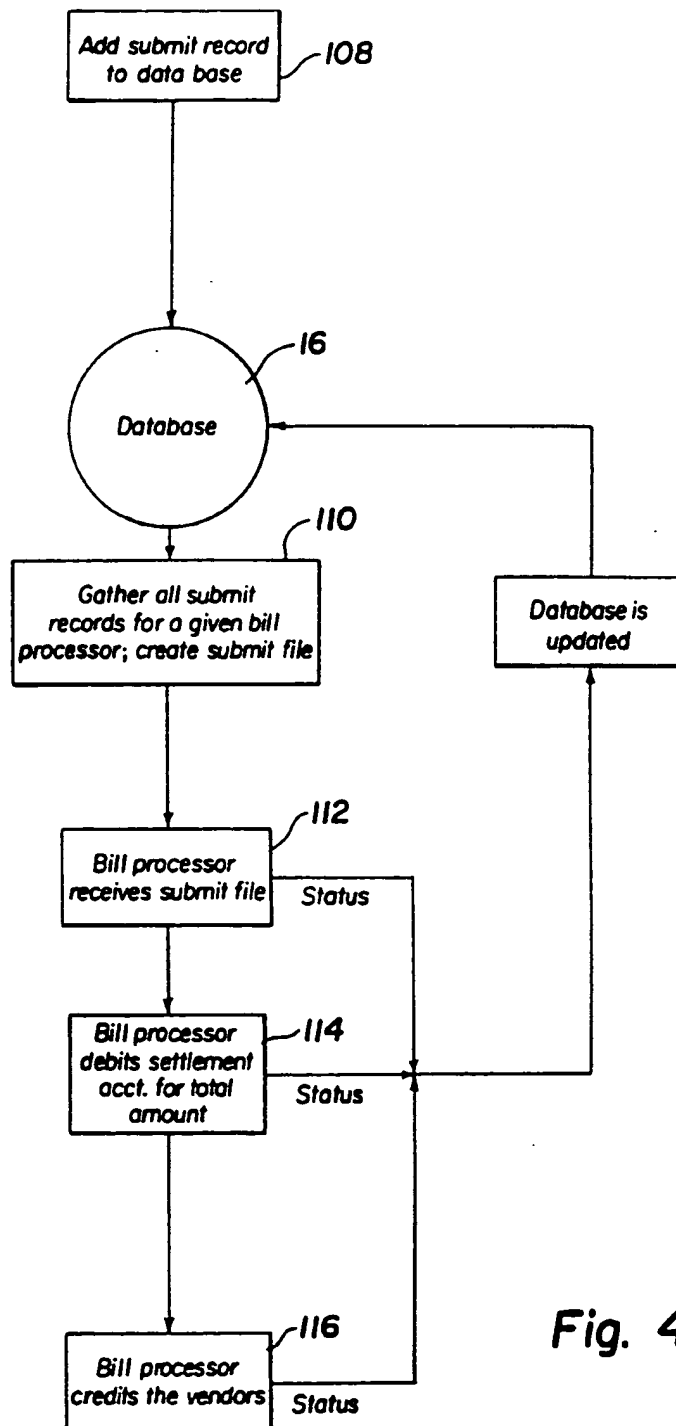 Add submit record
to data base
108
16
Database
110
Gather all submit
records for a given bill
processor; create submit file
Database is
updated
112
Bill processor
receives submit file
Status
Bill processor
debits settlement
acct. for total
amount
114
Status
116
Bill processor
credits the vendors
Status
Fig. 4